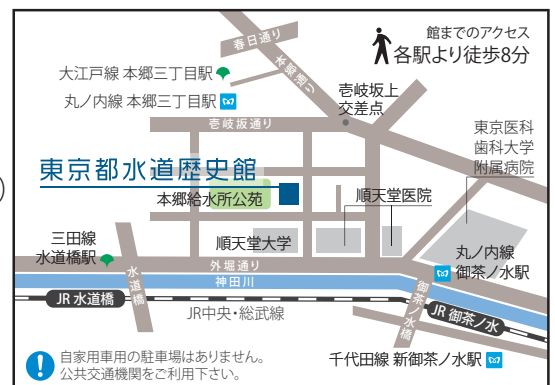 春日通り
館までのアクセス
各駅より徒歩8分
本郷通り
大江戸線 本郷三丁目駅
丸ノ内線 本郷三丁目駅
壱岐坂上
交差点
壱岐坂通り
東京医科
歯科大学
附属病院
東京都水道歴史館
本郷給水所公苑
順天堂医院
三田線
水道橋駅
順天堂大学
丸ノ内線
御茶ノ水駅
外堀通り
神田川
水道橋
御茶ノ水橋
JR 水道橋
JR中央・総武線
JR 御茶ノ水
自家用車用の駐車場はありません。
公共交通機関をご利用下さい。
千代田線 新御茶ノ水駅